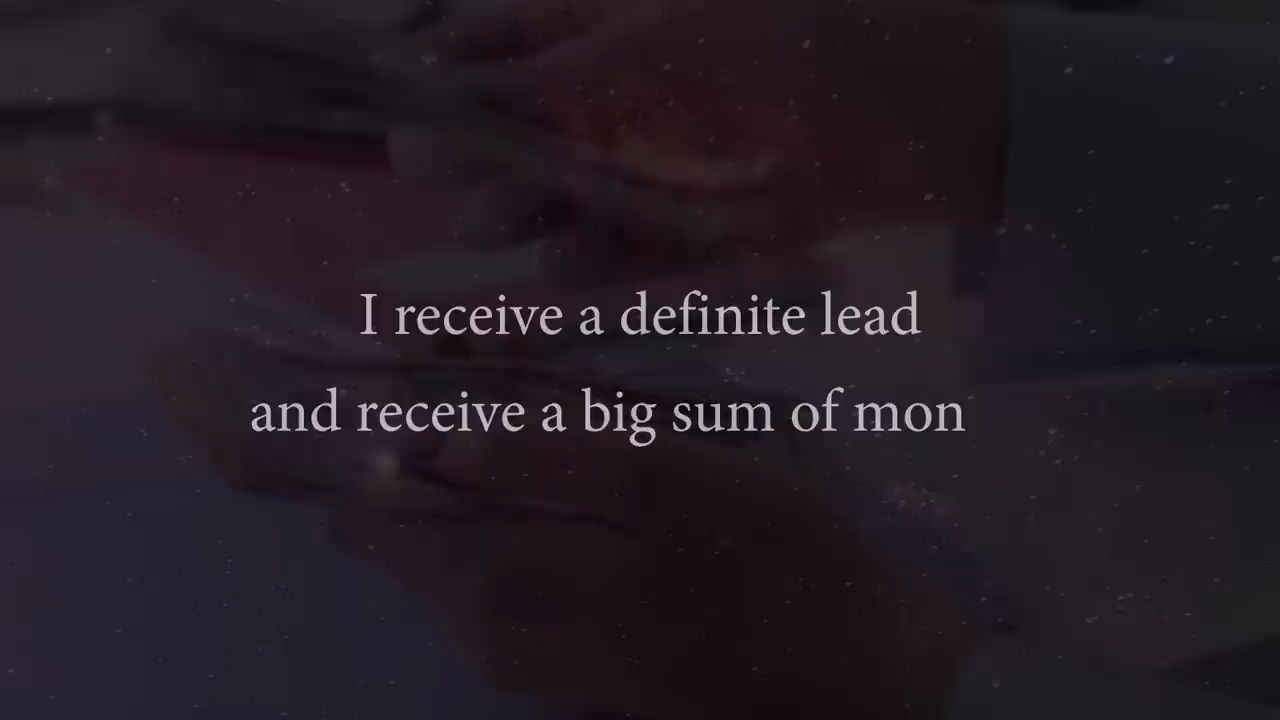 I receive a definite lead
and receive a big sum of mon